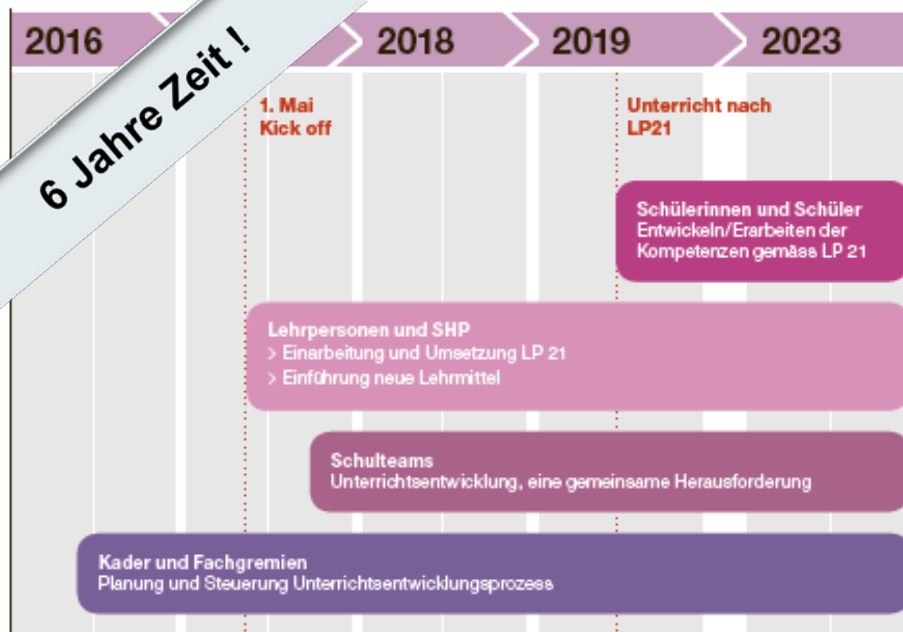 2016
2018
2019
2023
6 Jahre Zeit !
1. Mai
Kick off
Unterricht nach
LP21
Schülerinnen und Schüler
Entwickeln/Erarbeiten der
Kompetenzen gemäss LP 21
Lehrpersonen und SHP
> Einarbeitung und Umsetzung LP 21
> Einführung neue Lehrmittel
Schulteams
Unterrichtsentwicklung, eine gemeinsame Herausforderung
Kader und Fachgremien
Planung und Steuerung Unterrichtsentwicklungsprozess